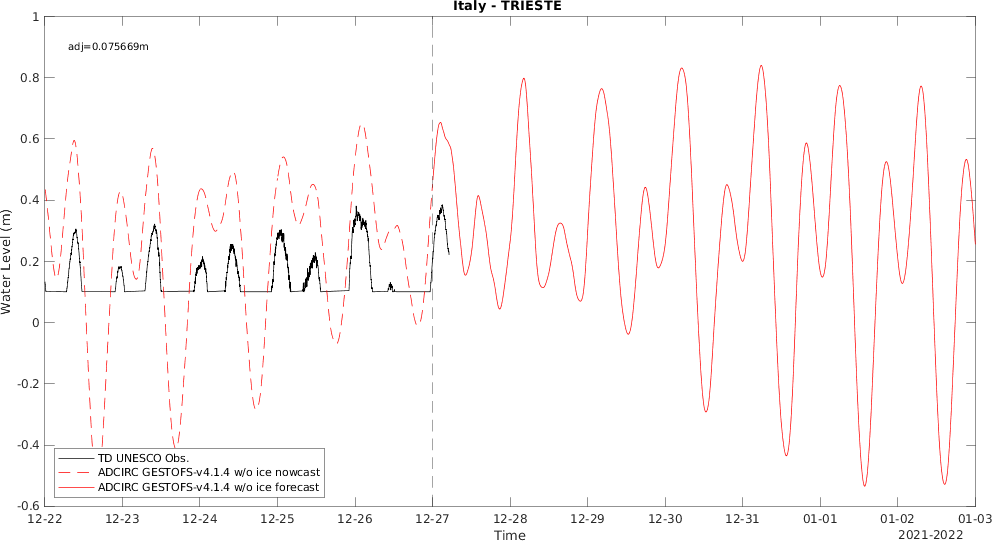 Italy - TRIESTE
adj=0.075669m
1
0.8
0.6
0.4
0.2
0
-0.2
-0.4
-0.6
Water Level (m)
TD UNESCO Obs.
ADCIRC GESTOFS-v4.1.4 w/o ice nowcast
ADCIRC GESTOFS-v4.1.4 w/o ice forecast
12-22 12-23 12-24 12-25 12-26 12-27 12-28 12-29 12-30 12-31 01-01 01-02 01-03
Time
2021-2022